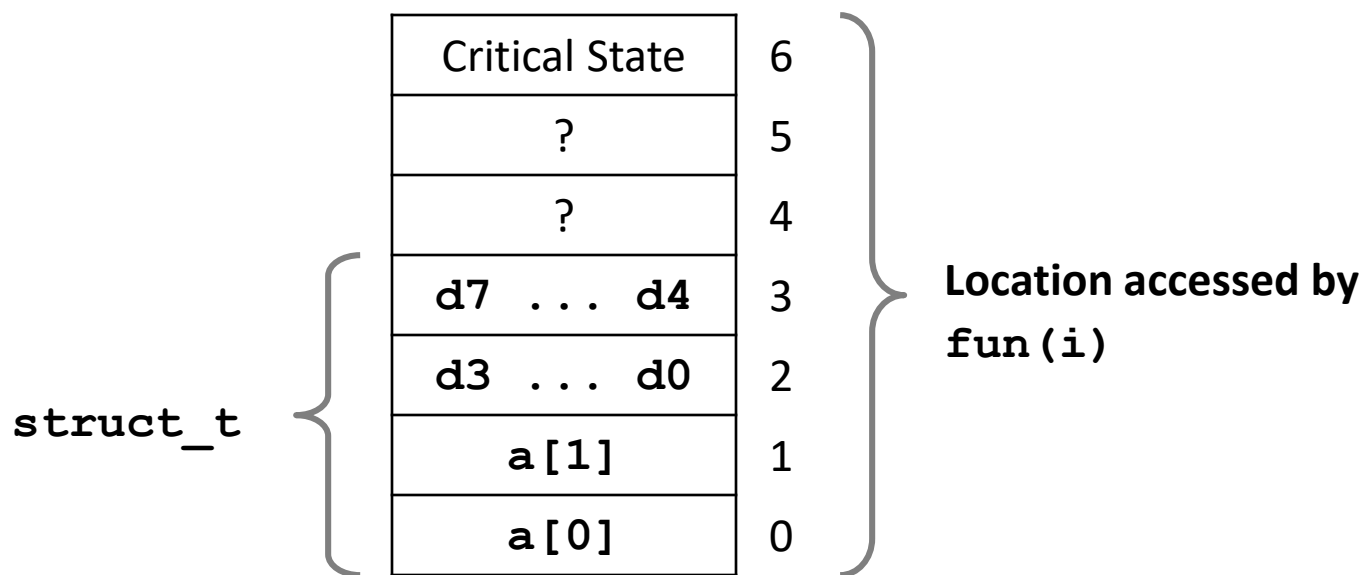 Critical State 6
? 5
? 4
d7 ... d4 3
d3 ... d0 2
a[1] 1
a[0] 0
struct_t
Location accessed by
fun(i)